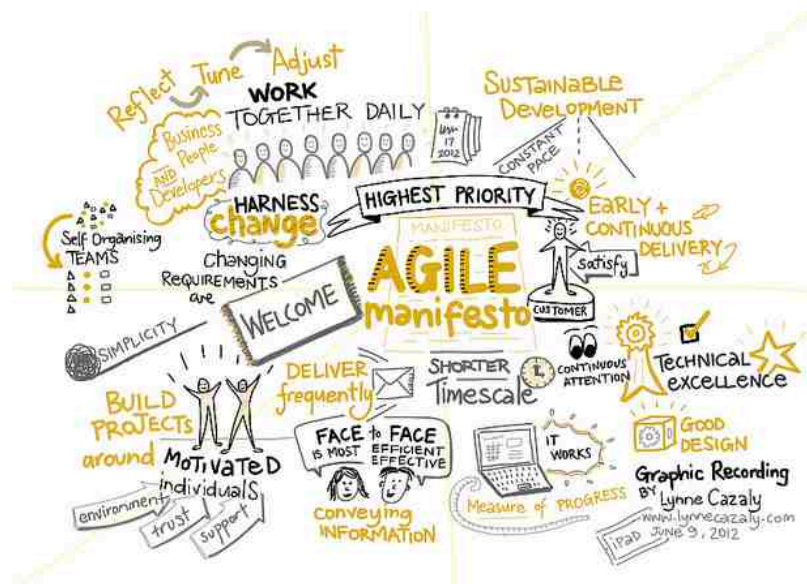 Reflect
Tune
Adjust
WORK
TOGETHER DAILY
Business
People
AND
Developers
17
2012
SUSTAINABLE
Development
CONSTANT
PACE
HARNESS
change
HIGHEST PRIORITY
EARLY +
CONTINUOUS
DELIVERY
satisfy
CUSTOMER
Self Organising
TEAMS
CHANGING
REQUIREMENTS
are
WELCOME
MANIFESTO
AGILE
manifesto
SIMPLICITY
DELIVER
frequently
SHORTER
Timescale
CONTINUOUS
ATTENTION
TECHNICAL
excellence
BUILD
PROJECTS
around
MOTIVATED
individuals
environment
trust
support
FACE to FACE
IS MOST EFFICIENT
EFFECTIVE
conveying
INFORMATION
IT
WORKS
Measure of PROGRESS
GOOD
DESIGN
Graphic Recording
BY
Lynne Cazaly
www.lynnecazaly.com
iPad
JUNE 9, 2012